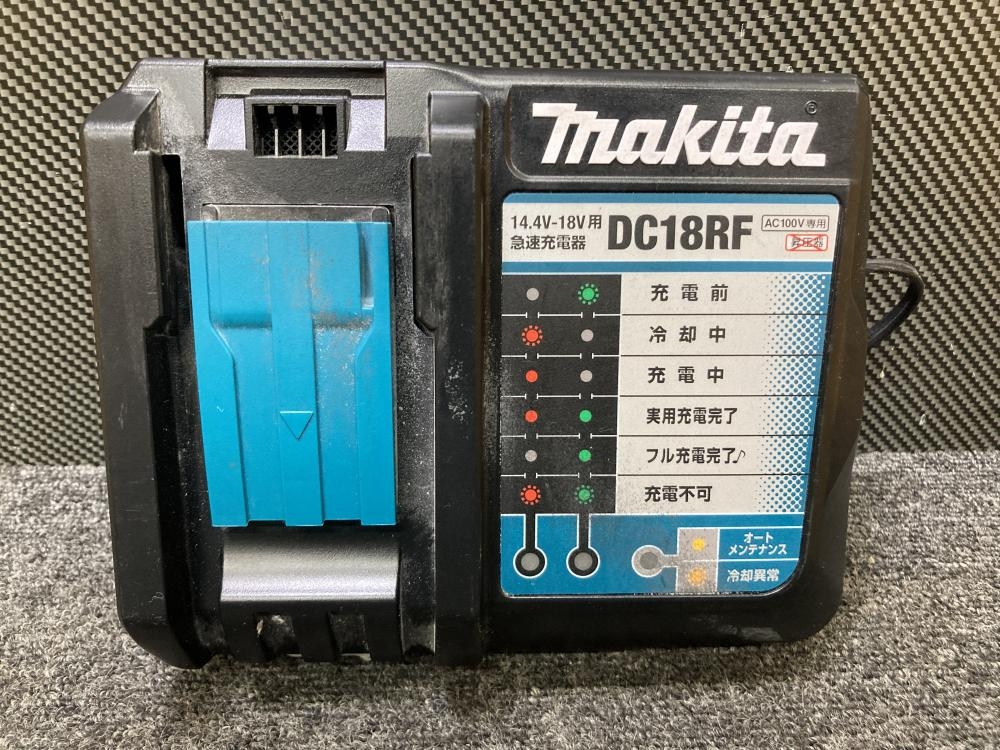 makita
14.4V-18V用
急速充電器
DC18RF
AC100V専用
昇圧器
充電前
冷却中
充電中
実用充電完了
フル充電完了♪
充電不可
オート
メンテナンス
冷却異常